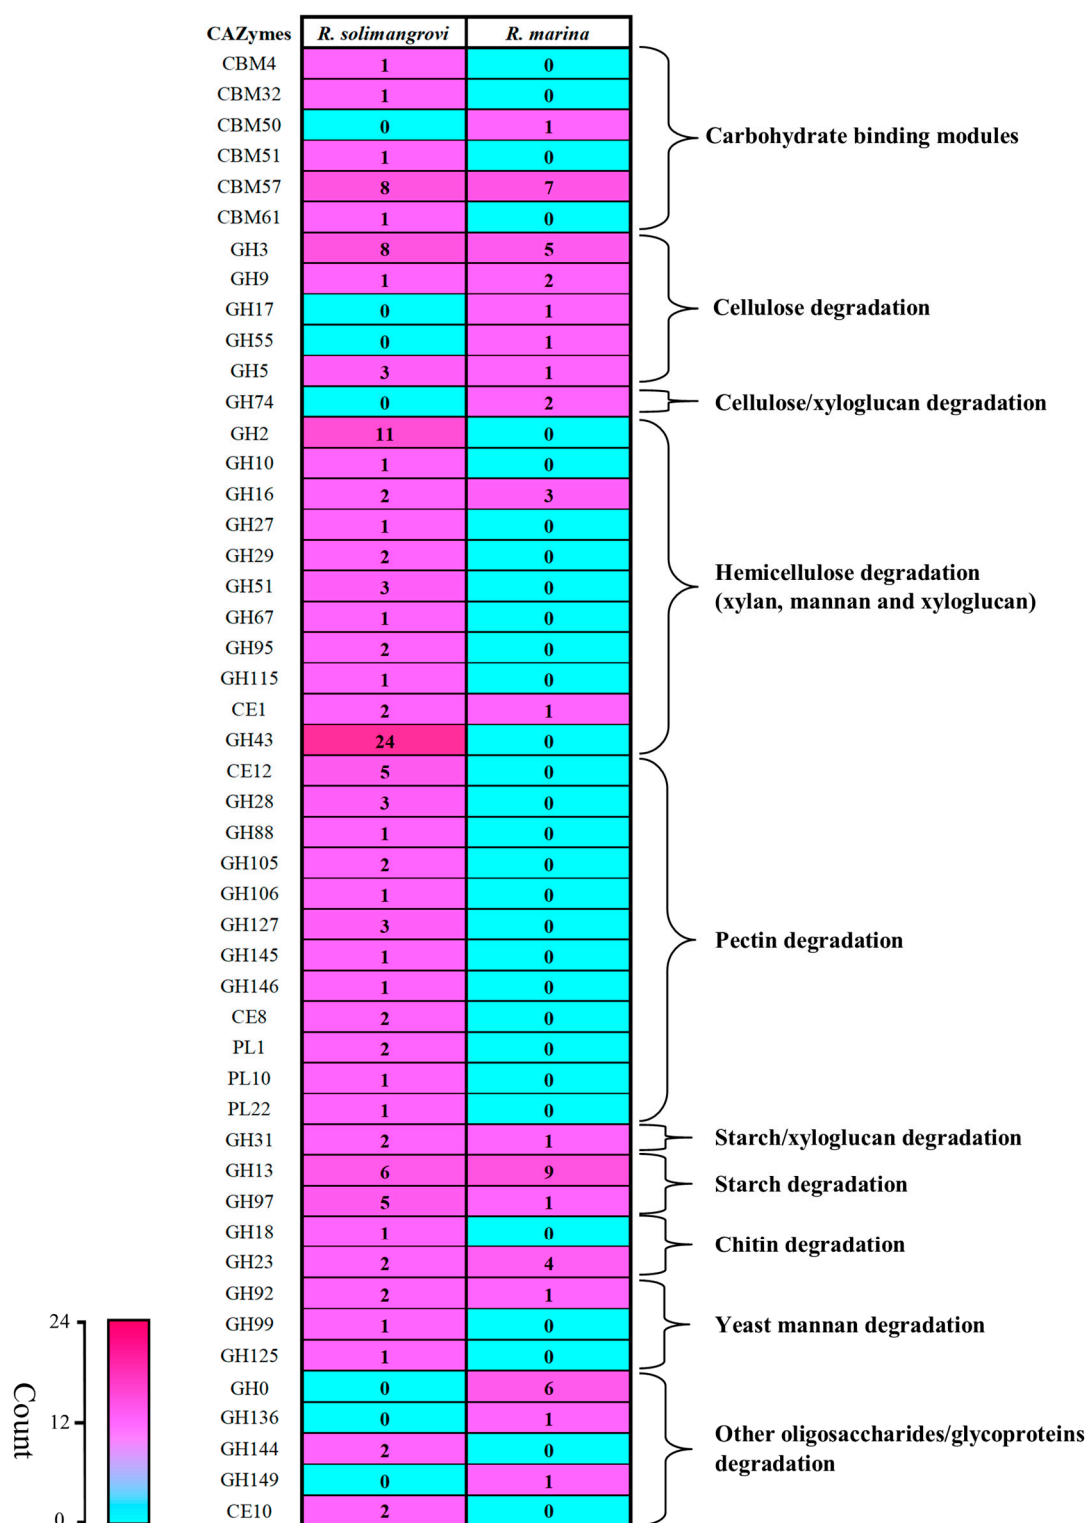 CAZymes R. solimangrovi R. marina
CBM4 1 0
CBM32 1 0
CBM50 0 1
Carbohydrate binding modules
CBM51 1 0
CBM57 8 7
CBM61 1 0
GH3 8 5
GH9 1 2
GH17 0 1
Cellulose degradation
GH55 0 1
GH5 3 1
GH74 0 2
Cellulose/xyloglucan degradation
GH2 11 0
GH10 1 0
GH16 2 3
GH27 1 0
GH29 2 0
Hemicellulose degradation
GH51 3 0
(xylan, mannan and xyloglucan)
GH67 1 0
GH95 2 0
GH115 1 0
CE1 2 1
GH43 24 0
CE12 5 0
GH28 3 0
GH88 1 0
GH105 2 0
GH106 1 0
GH127 3 0
Pectin degradation
GH145 1 0
GH146 1 0
CE8 2 0
PL1 2 0
PL10 1 0
PL22 1 0
GH31 2 1
Starch/xyloglucan degradation
GH13 6 9
Starch degradation
GH97 5 1
GH18 1 0
Chitin degradation
GH23 2 4
GH92 2 1
GH99 1 0
Yeast mannan degradation
GH125 1 0
GH0 0 6
GH136 0 1
Other oligosaccharides/glycoproteins
degradation
GH144 2 0
GH149 0 1
CE10 2 0
24
12
0
Count